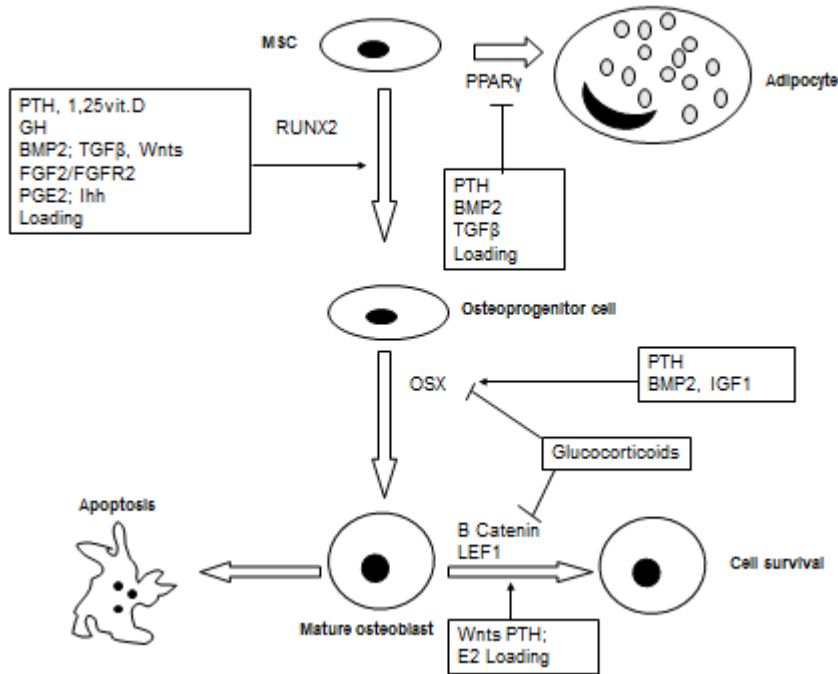 MSC
PPARγ
Adipocyte
PTH, 1,25vit.D
GH
BMP2; TGFβ, Wnts
FGF2/FGFR2
PGE2; Ihh
Loading
RUNX2
PTH
BMP2
TGFβ
Loading
Osteoprogenitor cell
OSX
PTH
BMP2, IGF1
Glucocorticoids
Apoptosis
B Catenin
LEF1
Cell survival
Mature osteoblast
Wnts PTH;
E2 Loading